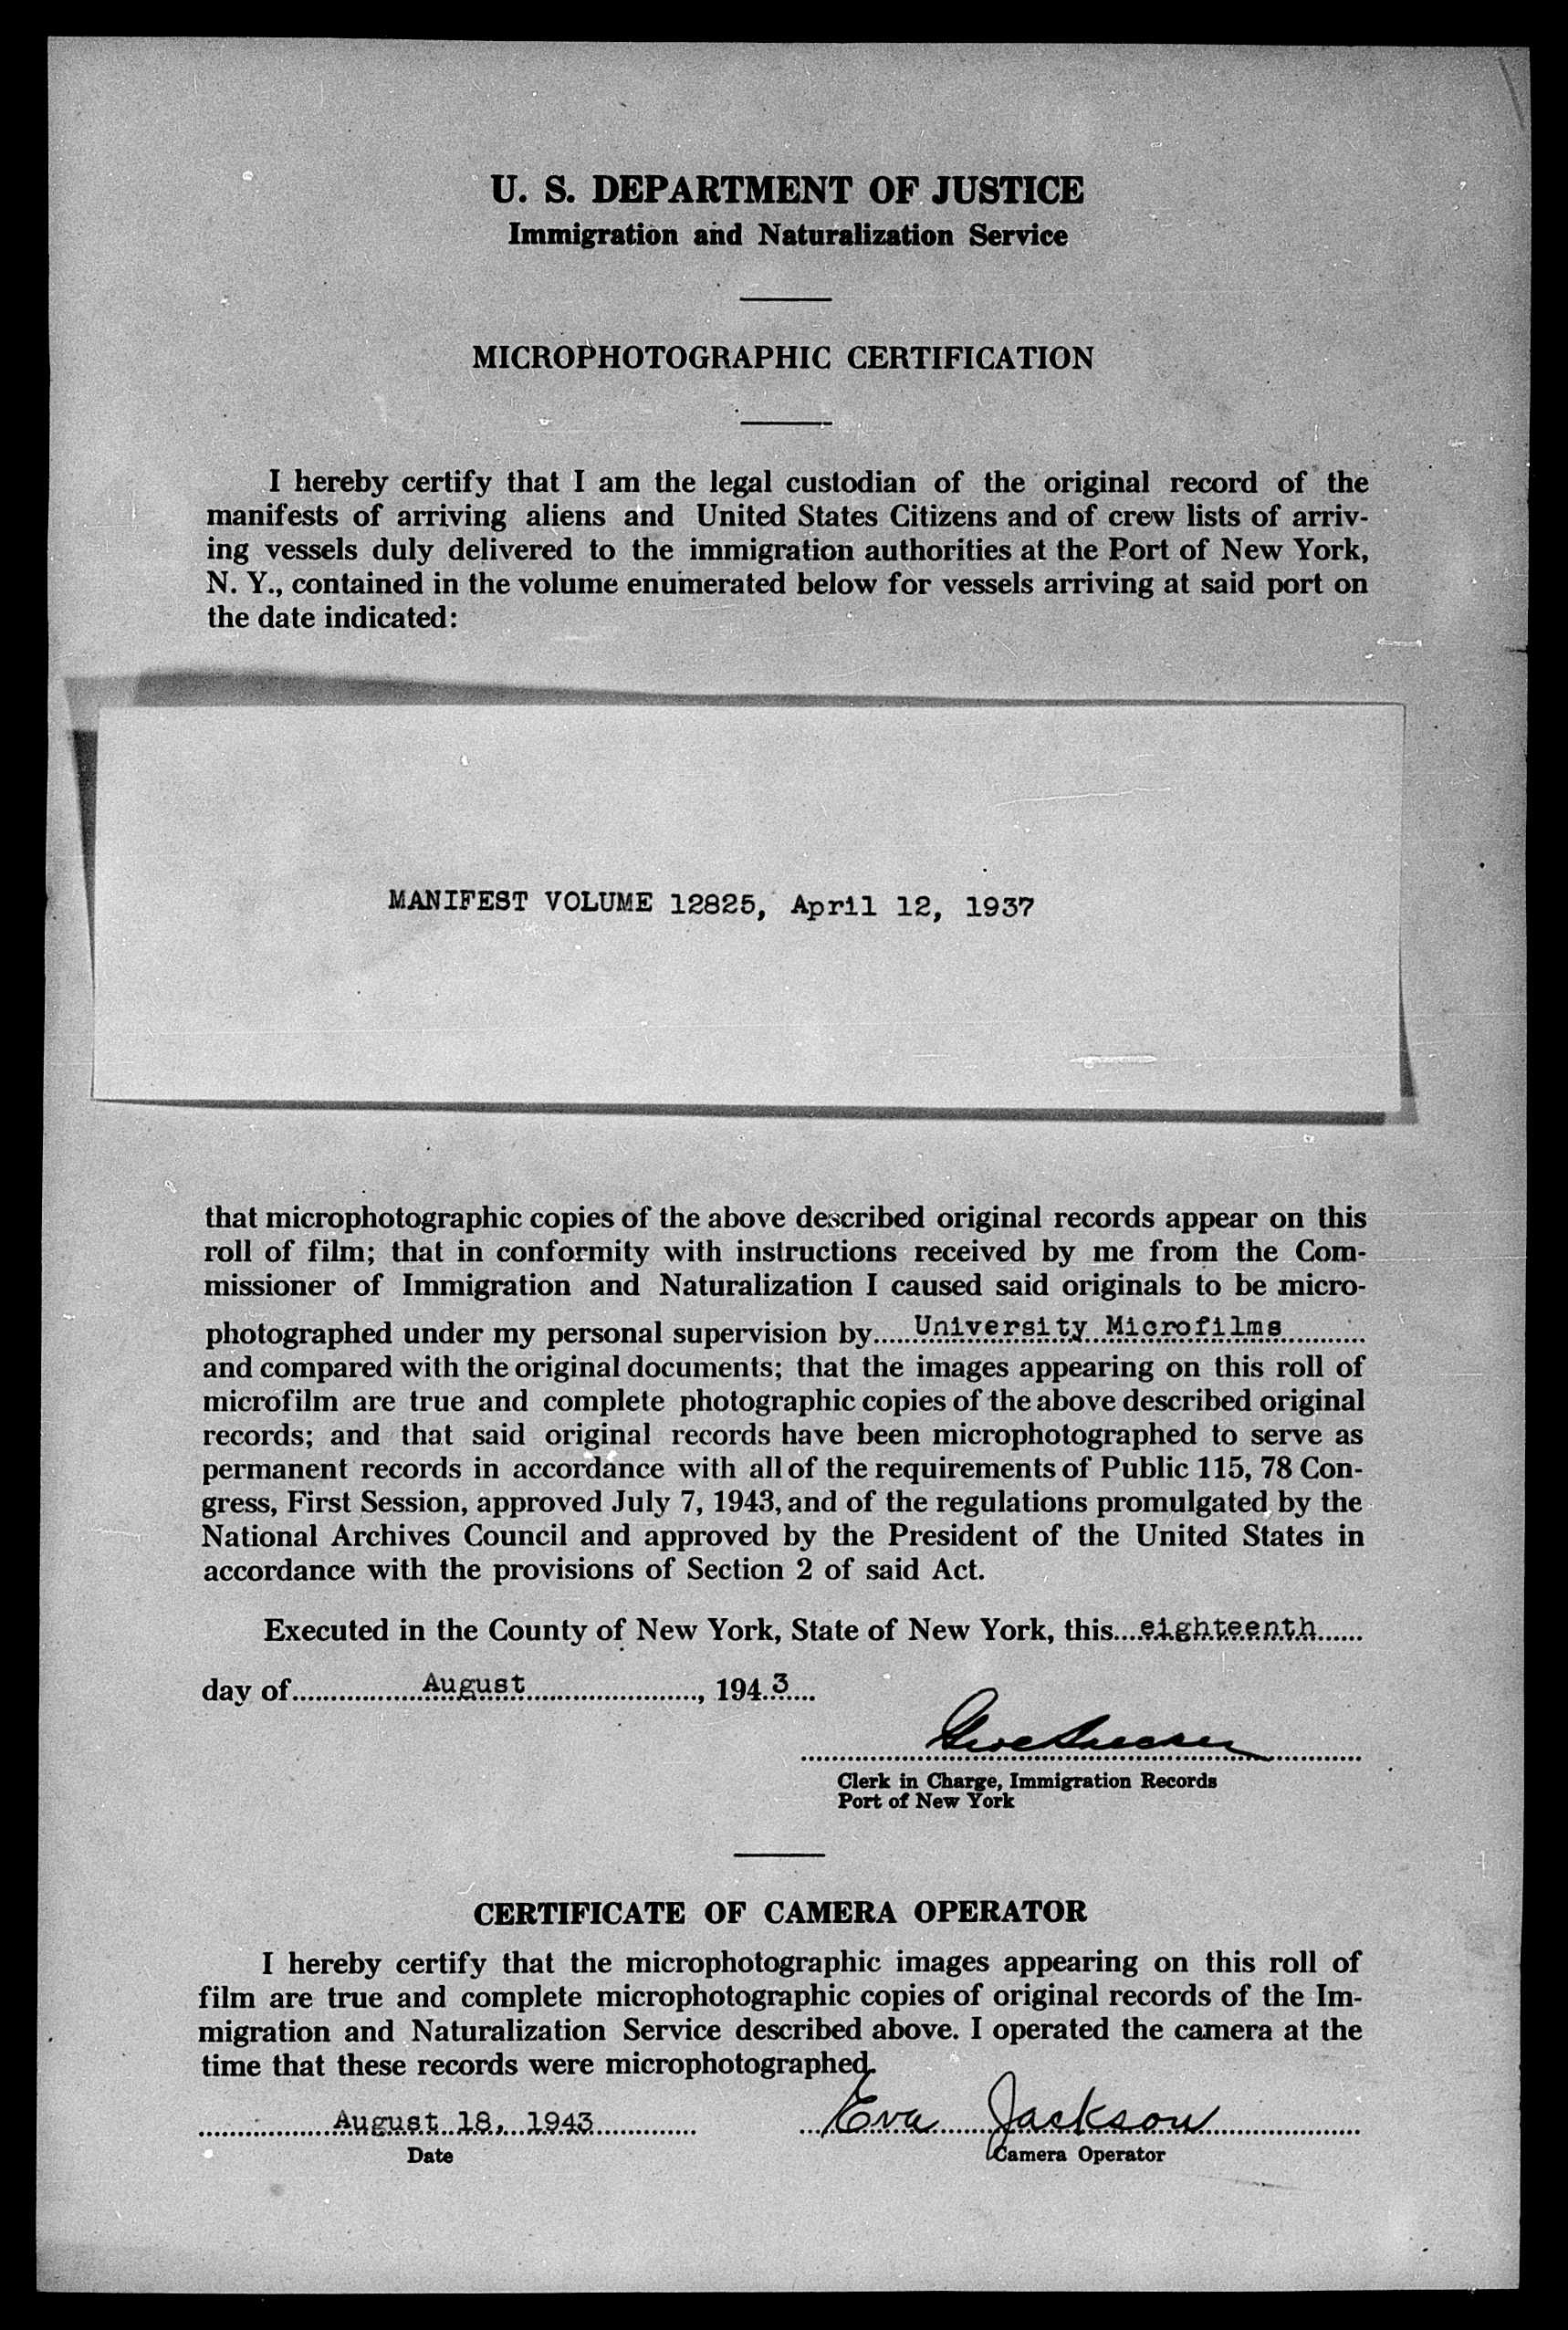 U. S. DEPARTMENT OF JUSTICE
Immigration and Naturalization Service
MICROPHOTOGRAPHIC CERTIFICATION
I hereby certify that I am the legal custodian of the original record of the
manifests of arriving aliens and United States Citizens and of crew lists of arriv-
ing vessels duly delivered to the immigration authorities at the Port of New York,
N. Y., contained in the volume enumerated below for vessels arriving at said port on
the date indicated:
MANIFEST VOLUME 12825, April 12, 1937
that microphotographic copies of the above described original records appear on this
roll of film; that in conformity with instructions received by me from the Com-
missioner of Immigration and Naturalization I caused said originals to be micro-
photographed under my personal supervision by.....University Microfilms............
and compared with the original documents; that the images appearing on this roll of
microfilm are true and complete photographic copies of the above described original
records; and that said original records have been microphotographed to serve as
permanent records in accordance with all of the requirements of Public 115, 78 Con-
gress, First Session, approved July 7, 1943, and of the regulations promulgated by the
National Archives Council and approved by the President of the United States in
accordance with the provisions of Section 2 of said Act.
Executed in the County of New York, State of New York, this....eighteenth......
day of.................August......................., 194.3....
Clerk in Charge, Immigration Records
Port of New York
CERTIFICATE OF CAMERA OPERATOR
I hereby certify that the microphotographic images appearing on this roll of
film are true and complete microphotographic copies of original records of the Im-
migration and Naturalization Service described above. I operated the camera at the
time that these records were microphotographed.
August 18, 1943 Eva Jackson
Date Camera Operator